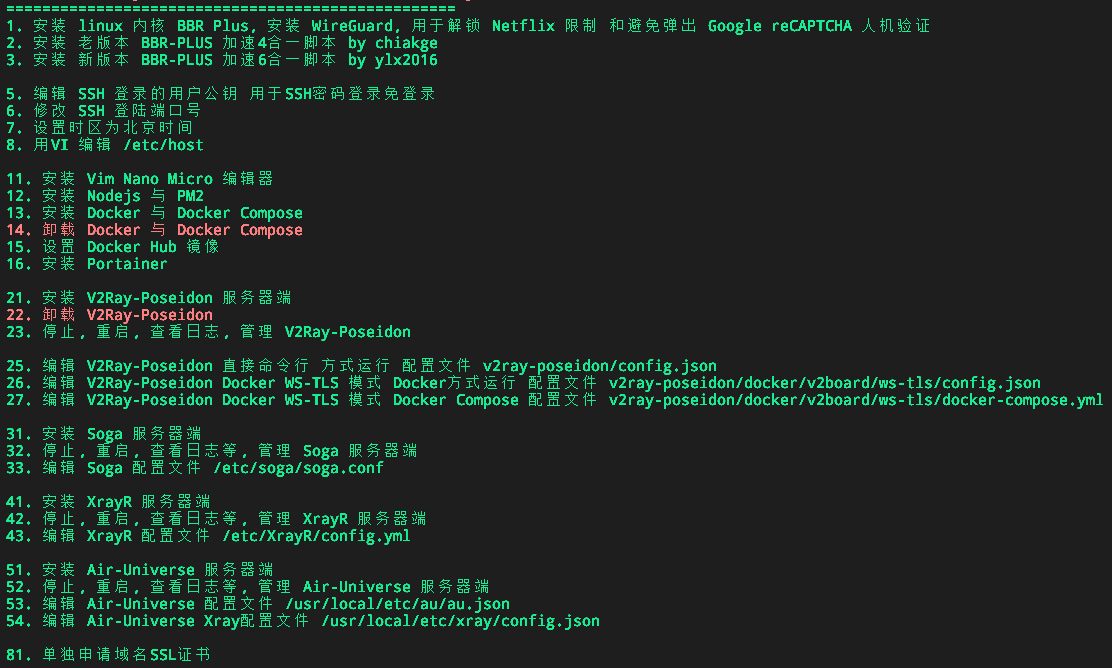 ==================================================
1. 安装 linux 内核 BBR Plus, 安装 WireGuard, 用于解锁 Netflix 限制 和避免弹出 Google reCAPTCHA 人机验证
2. 安装 老版本 BBR-PLUS 加速4合一脚本 by chiakge
3. 安装 新版本 BBR-PLUS 加速6合一脚本 by ylx2016
5. 编辑 SSH 登录的用户公钥 用于SSH密码登录免登录
6. 修改 SSH 登陆端口号
7. 设置时区为北京时间
8. 用VI 编辑 /etc/host
11. 安装 Vim Nano Micro 编辑器
12. 安装 Nodejs 与 PM2
13. 安装 Docker 与 Docker Compose
14. 卸载 Docker 与 Docker Compose
15. 设置 Docker Hub 镜像
16. 安装 Portainer
21. 安装 V2Ray-Poseidon 服务器端
22. 卸载 V2Ray-Poseidon
23. 停止, 重启, 查看日志, 管理 V2Ray-Poseidon
25. 编辑 V2Ray-Poseidon 直接命令行 方式运行 配置文件 v2ray-poseidon/config.json
26. 编辑 V2Ray-Poseidon Docker WS-TLS 模式 Docker方式运行 配置文件 v2ray-poseidon/docker/v2board/ws-tls/config.json
27. 编辑 V2Ray-Poseidon Docker WS-TLS 模式 Docker Compose 配置文件 v2ray-poseidon/docker/v2board/ws-tls/docker-compose.yml
31. 安装 Soga 服务器端
32. 停止, 重启, 查看日志等, 管理 Soga 服务器端
33. 编辑 Soga 配置文件 /etc/soga/soga.conf
41. 安装 XrayR 服务器端
42. 停止, 重启, 查看日志等, 管理 XrayR 服务器端
43. 编辑 XrayR 配置文件 /etc/XrayR/config.yml
51. 安装 Air-Universe 服务器端
52. 停止, 重启, 查看日志等, 管理 Air-Universe 服务器端
53. 编辑 Air-Universe 配置文件 /usr/local/etc/au/au.json
54. 编辑 Air-Universe Xray配置文件 /usr/local/etc/xray/config.json
81. 单独申请域名SSL证书